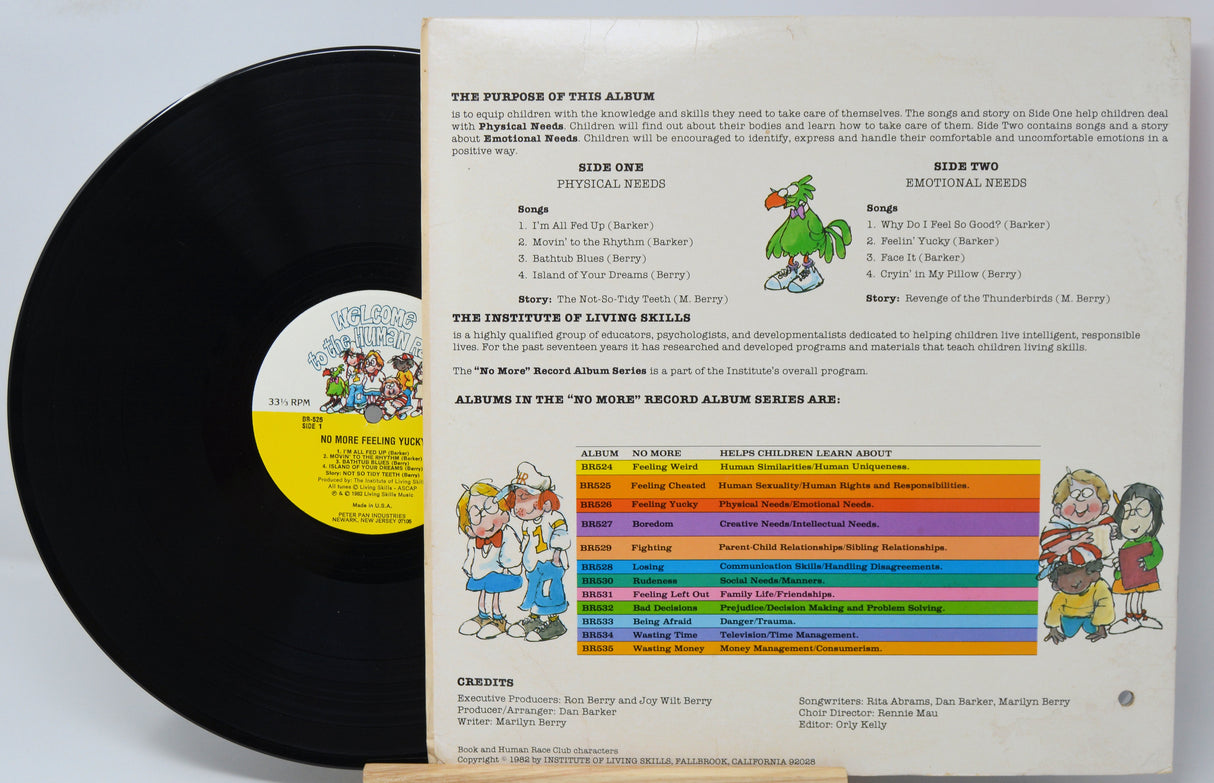 THE PURPOSE OF THIS ALBUM
is to equip children with the knowledge and skills they need to take care of themselves. The songs and story on Side One help children deal
with Physical Needs. Children will find out about their bodies and learn how to take care of them. Side Two contains songs and a story
about Emotional Needs. Children will be encouraged to identify, express and handle their comfortable and uncomfortable emotions in a
positive way.
SIDE ONE
PHYSICAL NEEDS
Songs
1. I'm All Fed Up (Barker)
2. Movin' to the Rhythm (Barker)
3. Bathtub Blues (Berry)
4. Island of Your Dreams (Berry)
Story: The Not-So-Tidy Teeth (M. Berry)
SIDE TWO
EMOTIONAL NEEDS
Songs
1. Why Do I Feel So Good? (Barker)
2. Feelin' Yucky (Barker)
3. Face It (Barker)
4. Cryin' in My Pillow (Berry)
Story: Revenge of the Thunderbirds (M. Berry)
THE INSTITUTE OF LIVING SKILLS
is a highly qualified group of educators, psychologists, and developmentalists dedicated to helping children live intelligent, responsible
lives. For the past seventeen years it has researched and developed programs and materials that teach children living skills.
The "No More" Record Album Series is a part of the Institute's overall program.
ALBUMS IN THE "NO MORE" RECORD ALBUM SERIES ARE:
ALBUM NO MORE HELPS CHILDREN LEARN ABOUT
BR524 Feeling Weird Human Similarities/Human Uniqueness.
BR525 Feeling Cheated Human Sexuality/Human Rights and Responsibilities.
BR526 Feeling Yucky Physical Needs/Emotional Needs.
BR527 Boredom Creative Needs/Intellectual Needs.
BR529 Fighting Parent-Child Relationships/Sibling Relationships.
BR528 Losing Communication Skills/Handling Disagreements.
BR530 Rudeness Social Needs/Manners.
BR531 Feeling Left Out Family Life/Friendships.
BR532 Bad Decisions Prejudice/Decision Making and Problem Solving.
BR533 Being Afraid Danger/Trauma.
BR534 Wasting Time Television/Time Management.
BR535 Wasting Money Money Management/Consumerism.
CREDITS
Executive Producers: Ron Berry and Joy Wilt Berry
Producer/Arranger: Dan Barker
Writer: Marilyn Berry
Songwriters: Rita Abrams, Dan Barker, Marilyn Berry
Choir Director: Rennie Mau
Editor: Orly Kelly
Book and Human Race Club characters
Copyright © 1982 by INSTITUTE OF LIVING SKILLS, FALLBROOK, CALIFORNIA 92028
WELCOME
to the HUMAN
33⅓ RPM
BR-526
SIDE 1
NO MORE FEELING YUCKY
1. I'M ALL FED UP (Barker)
2. MOVIN' TO THE RHYTHM (Barker)
3. BATHTUB BLUES (Berry)
4. ISLAND OF YOUR DREAMS (Berry)
Story: NOT SO TIDY TEETH (Berry)
Produced by: The Institute of Living Skill
All tunes © Living Skills - ASCAP
℗ & © 1982 Living Skills Music
Made in U.S.A.
PETER PAN INDUSTRIES
NEWARK, NEW JERSEY 07105
1